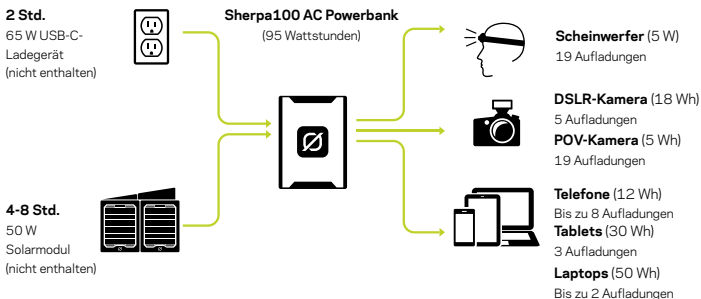 2 Std.
65 W USB-C-
Ladegerät
(nicht enthalten)
4-8 Std.
50 W
Solarmodul
(nicht enthalten)
Sherpa100 AC Powerbank
(95 Wattstunden)
Scheinwerfer (5 W)
19 Aufladungen
DSLR-Kamera (18 Wh)
5 Aufladungen
POV-Kamera (5 Wh)
19 Aufladungen
Telefone (12 Wh)
Bis zu 8 Aufladungen
Tablets (30 Wh)
3 Aufladungen
Laptops (50 Wh)
Bis zu 2 Aufladungen